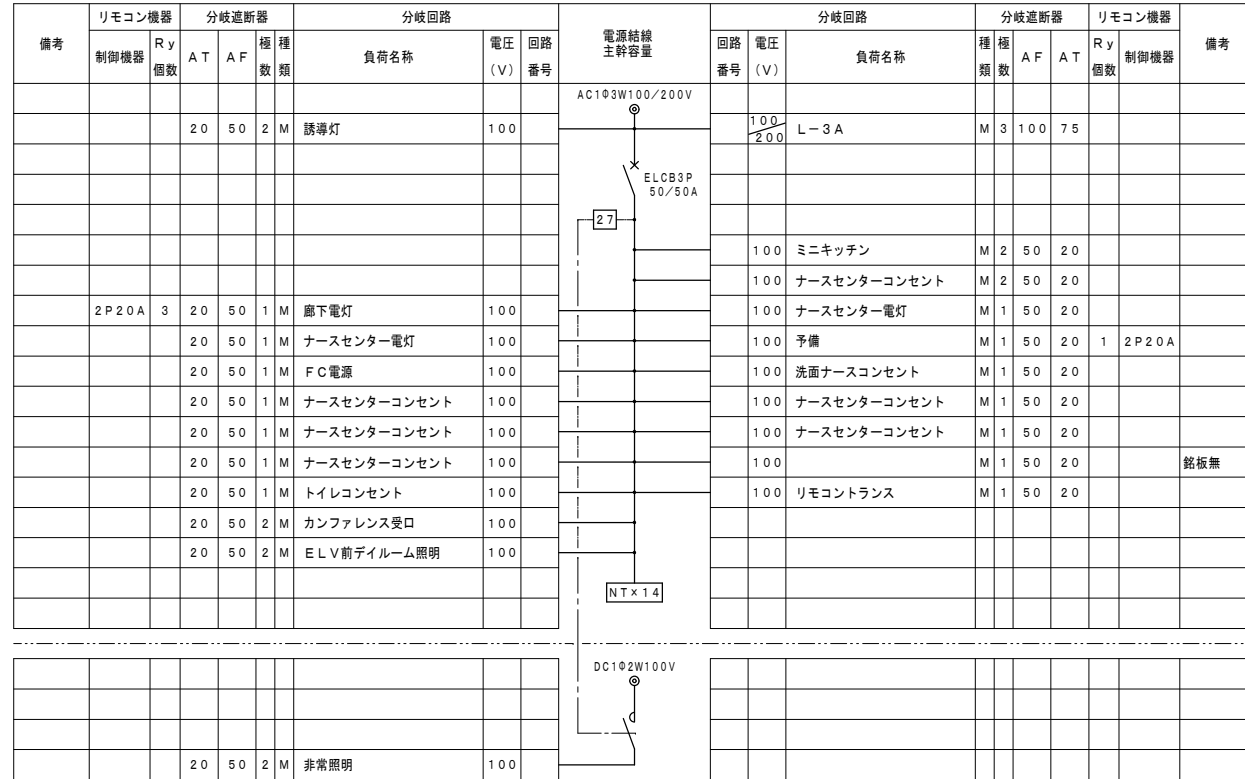 備考 リモコン機器 分岐遮断器 分岐回路 電源結線 主幹容量 分岐回路 分岐遮断器 リモコン機器 備考
制御機器 Ry個数 AT AF 極数 種類 負荷名称 電圧(V) 回路番号 回路番号 電圧(V) 負荷名称 種類 極数 AF AT Ry個数 制御機器
AC1Φ3W100/200V
20 50 2 M 誘導灯 100 100/200 L-3A M 3 100 75
ELCB3P
50/50A
27
100 ミニキッチン M 2 50 20
100 ナースセンターコンセント M 2 50 20
2P20A 3 20 50 1 M 廊下電灯 100 100 ナースセンター電灯 M 1 50 20
20 50 1 M ナースセンター電灯 100 100 予備 M 1 50 20 1 2P20A
20 50 1 M FC電源 100 100 洗面ナースコンセント M 1 50 20
20 50 1 M ナースセンターコンセント 100 100 ナースセンターコンセント M 1 50 20
20 50 1 M ナースセンターコンセント 100 100 ナースセンターコンセント M 1 50 20
20 50 1 M ナースセンターコンセント 100 100 M 1 50 20 銘板無
20 50 1 M トイレコンセント 100 100 リモコントランス M 1 50 20
20 50 2 M カンファレンス受口 100
20 50 2 M ELV前デイルーム照明 100
NT×14
DC1Φ2W100V
20 50 2 M 非常照明 100